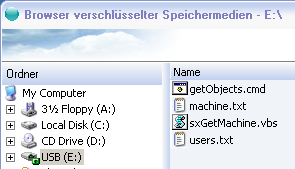 Browser verschlüsselter Speichermedien - E:\
Ordner
My Computer
3½ Floppy (A:)
Local Disk (C:)
CD Drive (D:)
USB (E:)
Name
getObjects.cmd
machine.txt
sxGetMachine.vbs
users.txt